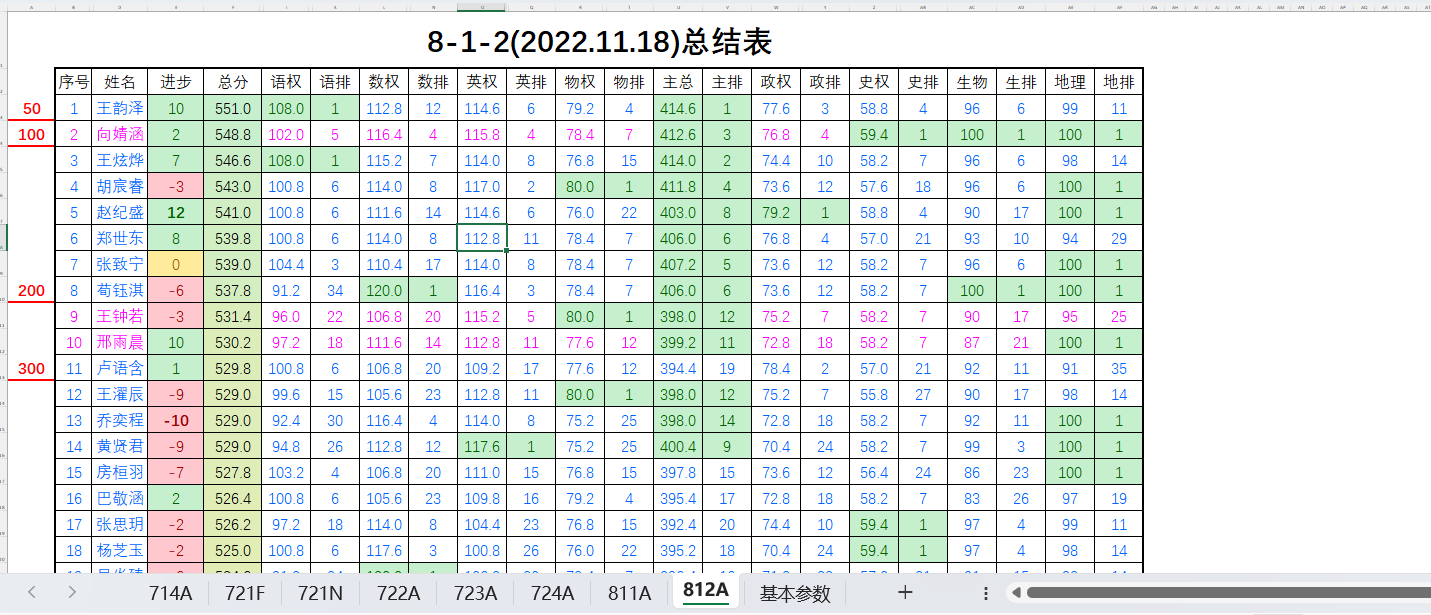 8-1-2(2022.11.18)总结表
序号 姓名 进步 总分 语权 语排 数权 数排 英权 英排 物权 物排 主总 主排 政权 政排 史权 史排 生物 生排 地理 地排
50 1 王韵泽 10 551.0 108.0 1 112.8 12 114.6 6 79.2 4 414.6 1 77.6 3 58.8 4 96 6 99 11
100 2 向婧涵 2 548.8 102.0 5 116.4 4 115.8 4 78.4 7 412.6 3 76.8 4 59.4 1 100 1 100 1
3 王炫烨 7 546.6 108.0 1 115.2 7 114.0 8 76.8 15 414.0 2 74.4 10 58.2 7 96 6 98 14
4 胡宸睿 -3 543.0 100.8 6 114.0 8 117.0 2 80.0 1 411.8 4 73.6 12 57.6 18 96 6 100 1
5 赵纪盛 12 541.0 100.8 6 111.6 14 114.6 6 76.0 22 403.0 8 79.2 1 58.8 4 90 17 100 1
6 郑世东 8 539.8 100.8 6 114.0 8 112.8 11 78.4 7 406.0 6 76.8 4 57.0 21 93 10 94 29
7 张致宁 0 539.0 104.4 3 110.4 17 114.0 8 78.4 7 407.2 5 73.6 12 58.2 7 96 6 100 1
200 8 荀钰淇 -6 537.8 91.2 34 120.0 1 116.4 3 78.4 7 406.0 6 73.6 12 58.2 7 100 1 100 1
9 王钟若 -3 531.4 96.0 22 106.8 20 115.2 5 80.0 1 398.0 12 75.2 7 58.2 7 90 17 95 25
10 邢雨晨 10 530.2 97.2 18 111.6 14 112.8 11 77.6 12 399.2 11 72.8 18 58.2 7 87 21 100 1
300 11 卢语含 1 529.8 100.8 6 106.8 20 109.2 17 77.6 12 394.4 19 78.4 2 57.0 21 92 11 91 35
12 王濯辰 -9 529.0 99.6 15 105.6 23 112.8 11 80.0 1 398.0 12 75.2 7 55.8 27 90 17 98 14
13 乔奕程 -10 529.0 92.4 30 116.4 4 114.0 8 75.2 25 398.0 14 72.8 18 58.2 7 92 11 100 1
14 黄贤君 -9 529.0 94.8 26 112.8 12 117.6 1 75.2 25 400.4 9 70.4 24 58.2 7 99 3 100 1
15 房桓羽 -7 527.8 103.2 4 106.8 20 111.0 15 76.8 15 397.8 15 73.6 12 56.4 24 86 23 100 1
16 巴敬涵 2 526.4 100.8 6 105.6 23 109.8 16 79.2 4 395.4 17 72.8 18 58.2 7 83 26 97 19
17 张思玥 -2 526.2 97.2 18 114.0 8 104.4 23 76.8 15 392.4 20 74.4 10 59.4 1 97 4 99 11
18 杨芝玉 -2 525.0 100.8 6 117.6 3 100.8 26 76.0 22 395.2 18 70.4 24 59.4 1 97 4 98 14
714A 721F 721N 722A 723A 724A 811A 812A 基本参数